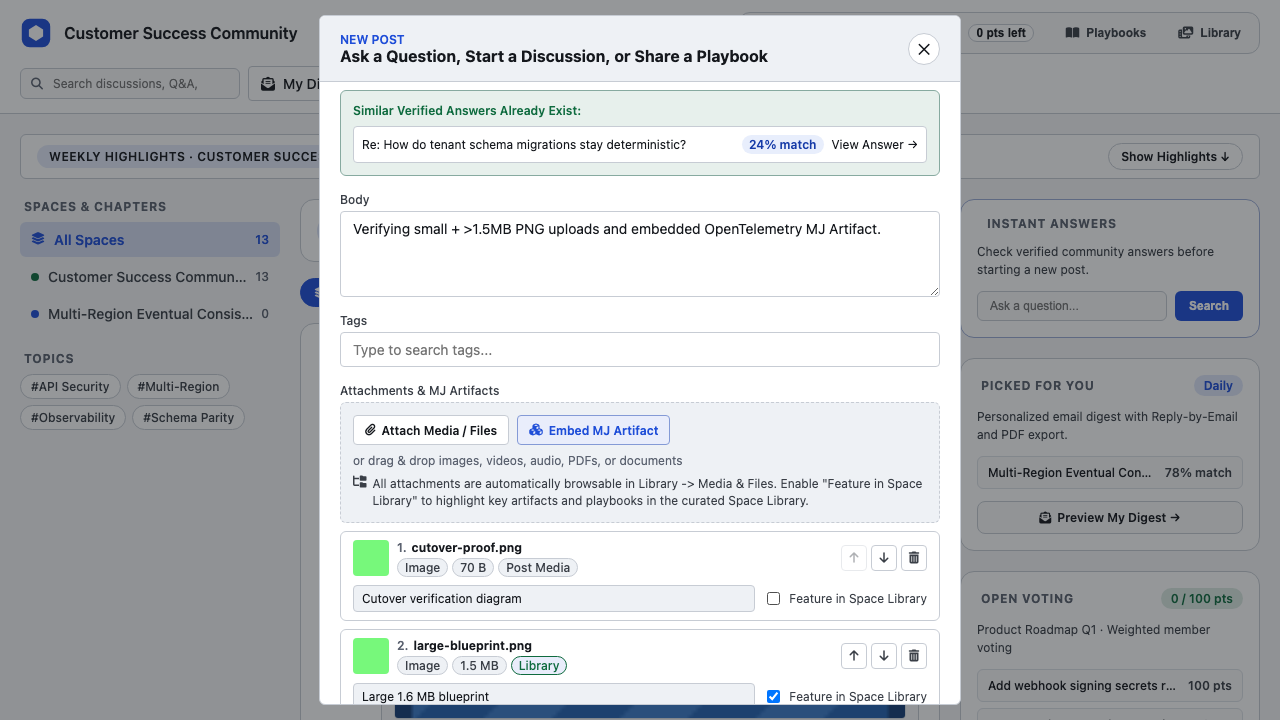 Customer Success Community
0 pts left
Playbooks
Library
Search discussions, Q&A,
My Di
WEEKLY HIGHLIGHTS · CUSTOMER SUCCE
Show Highlights ↓
SPACES & CHAPTERS
All Spaces 13
Customer Success Commun... 13
Multi-Region Eventual Consis... 0
TOPICS
#API Security
#Multi-Region
#Observability
#Schema Parity
NEW POST
Ask a Question, Start a Discussion, or Share a Playbook
Similar Verified Answers Already Exist:
Re: How do tenant schema migrations stay deterministic? 24% match View Answer →
Body
Verifying small + >1.5MB PNG uploads and embedded OpenTelemetry MJ Artifact.
Tags
Type to search tags...
Attachments & MJ Artifacts
Attach Media / Files
Embed MJ Artifact
or drag & drop images, videos, audio, PDFs, or documents
All attachments are automatically browsable in Library -> Media & Files. Enable "Feature in Space
Library" to highlight key artifacts and playbooks in the curated Space Library.
1. cutover-proof.png
Image 70 B Post Media
Cutover verification diagram
Feature in Space Library
2. large-blueprint.png
Image 1.5 MB Library
Large 1.6 MB blueprint
Feature in Space Library
INSTANT ANSWERS
Check verified community answers before
starting a new post.
Ask a question...
Search
PICKED FOR YOU
Daily
Personalized email digest with Reply-by-Email
and PDF export.
Multi-Region Eventual Con... 78% match
Preview My Digest →
OPEN VOTING
0 / 100 pts
Product Roadmap Q1 · Weighted member
voting
Add webhook signing secrets r... 100 pts